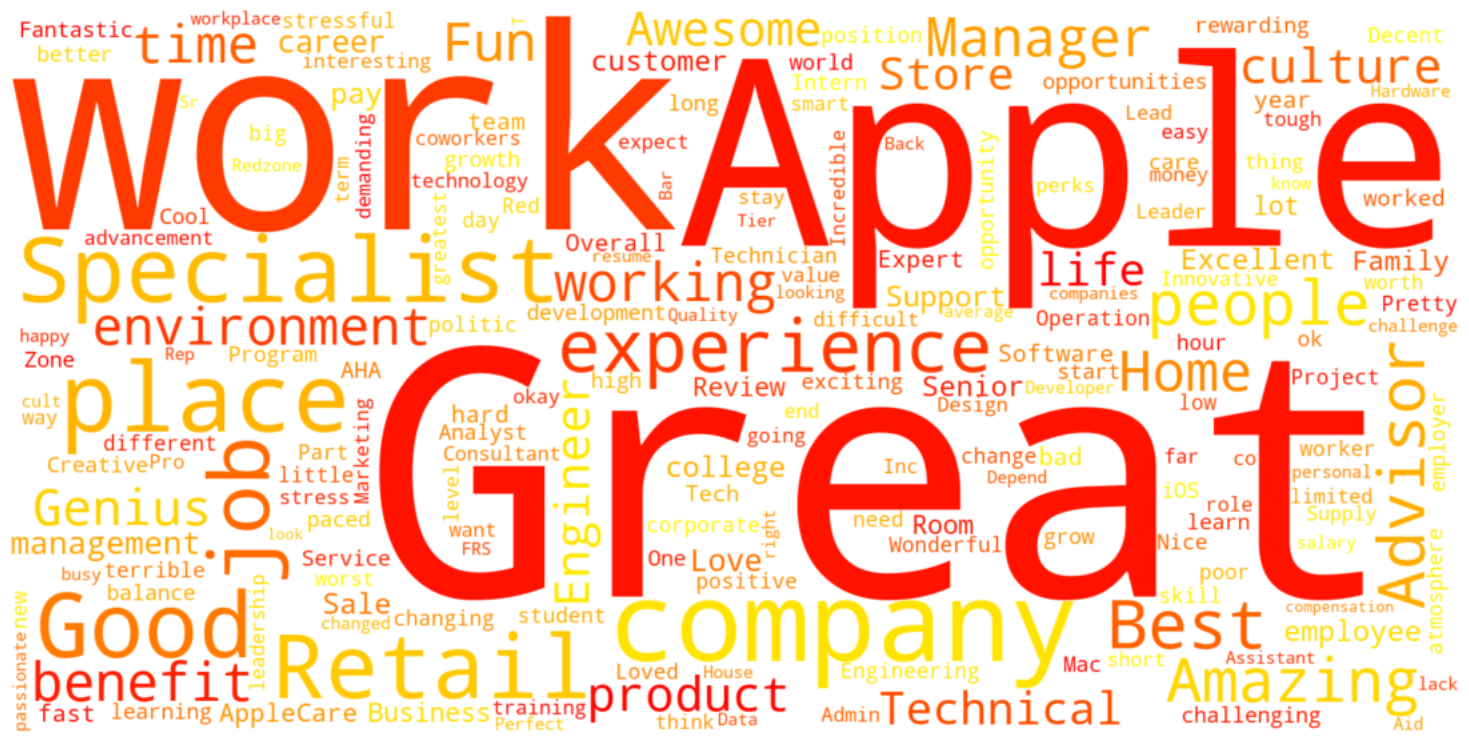 Fantastic workplace stressful Awesome position Manager rewarding Decent
better time career interesting Fun customer world Store opportunities culture
work Apple
Sr big Redzone pay demanding term team coworkers growth technology long expect Intern smart
Lead easy year tough Hardware
Cool day Red greatest Bar stay Tier Incredible Back opportunity perks care money Leader thing know lot worked
advancement Overall resume Technician Expert life Excellent Family
Specialist working value looking Support companies Innovative worth Pretty
environment politic development Quality difficult average Operation people challenge
happy Zone Rep Program AHA experience Software hour ok
place high Review exciting Senior start Developer Home Project
cult way okay hard end Design low Advisor employer
Great
different Part Analyst going change bad far co worker
Creative Pro little Marketing Consultant Engineer college Inc Depend personal
job stress level Tech iOS role limited
Genius paced want corporate need Room learn Supply
management look FRS right Wonderful grow Nice salary
busy terrible Service One Love poor atmosphere
balance worst positive skill
Good leadership Sale changing student company Best compensation
new passionate changed employee
benefit Retail Loved House Engineering Mac short Assistant Amazing lack
fast learning AppleCare Business training product Technical challenging
Perfect think Data Admin Aid
T